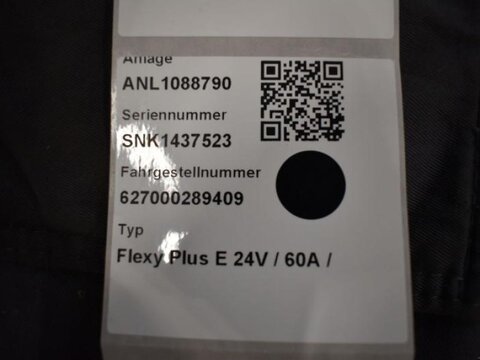 Anlage
ANL1088790
Seriennummer
SNK1437523
Fahrgestellnummer
627000289409
Typ
Flexy Plus E 24V / 60A /